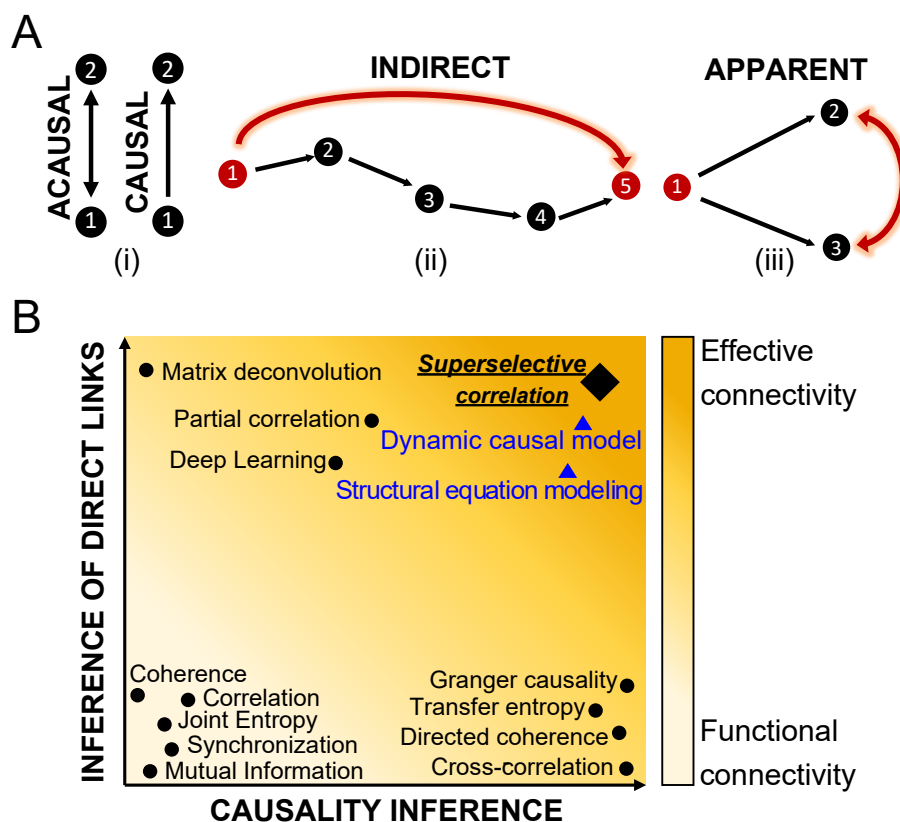 A
ACAUSAL
2
1
CAUSAL
2
1
(i)
INDIRECT
1
2
3
4
5
(ii)
APPARENT
1
2
3
(iii)
B
INFERENCE OF DIRECT LINKS
Matrix deconvolution
Superselective
correlation
Partial correlation
Dynamic causal model
Deep Learning
Structural equation modeling
Coherence
Correlation
Joint Entropy
Synchronization
Mutual Information
Granger causality
Transfer entropy
Directed coherence
Cross-correlation
CAUSALITY INFERENCE
Effective
connectivity
Functional
connectivity